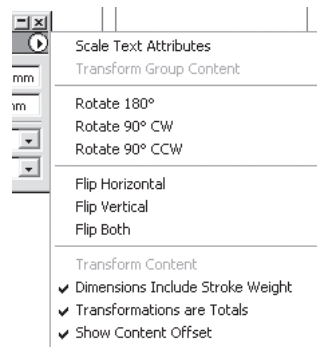 Scale Text Attributes
mm
Transform Group Content
Rotate 180°
Rotate 90° CW
Rotate 90° CCW
Flip Horizontal
Flip Vertical
Flip Both
Transform Content
Dimensions Include Stroke Weight
Transformations are Totals
Show Content Offset